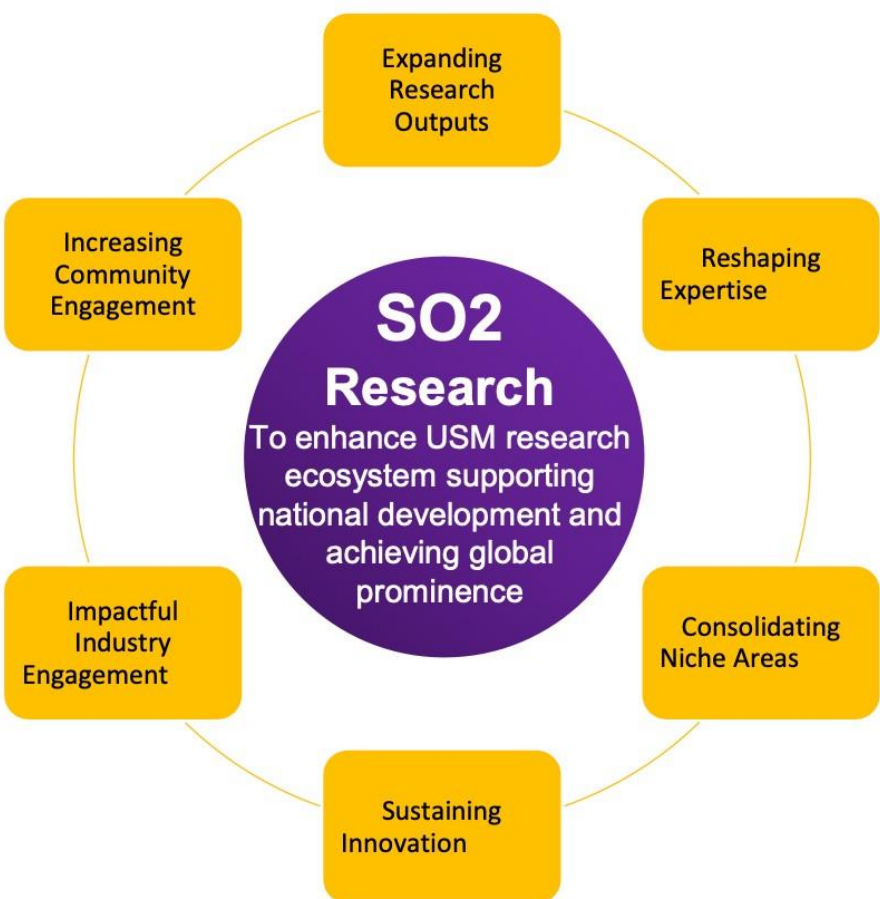 Expanding
Research
Outputs
Reshaping
Expertise
Consolidating
Niche Areas
Sustaining
Innovation
Impactful
Industry
Engagement
Increasing
Community
Engagement
SO2
Research
To enhance USM research
ecosystem supporting
national development and
achieving global
prominence